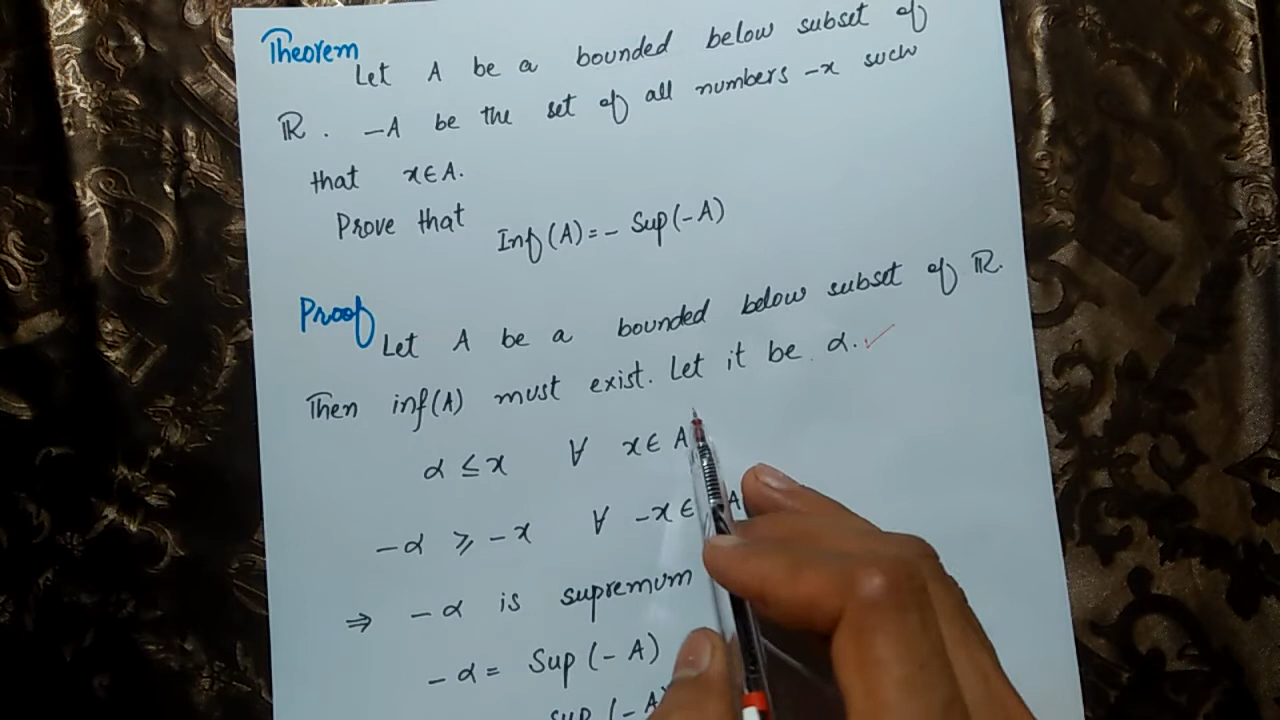 Theorem
Let A be a bounded below subset of
ℝ. -A be the set of all numbers -x such
that x∈A.
Prove that Inf(A) = - Sup(-A)
Proof
Let A be a bounded below subset of ℝ.
Then inf(A) must exist. Let it be α.
α ≤ x ∀ x∈A
-α ≥ -x ∀ -x∈ A
⇒ -α is supremum
-α = Sup(-A)
Sup(-A)